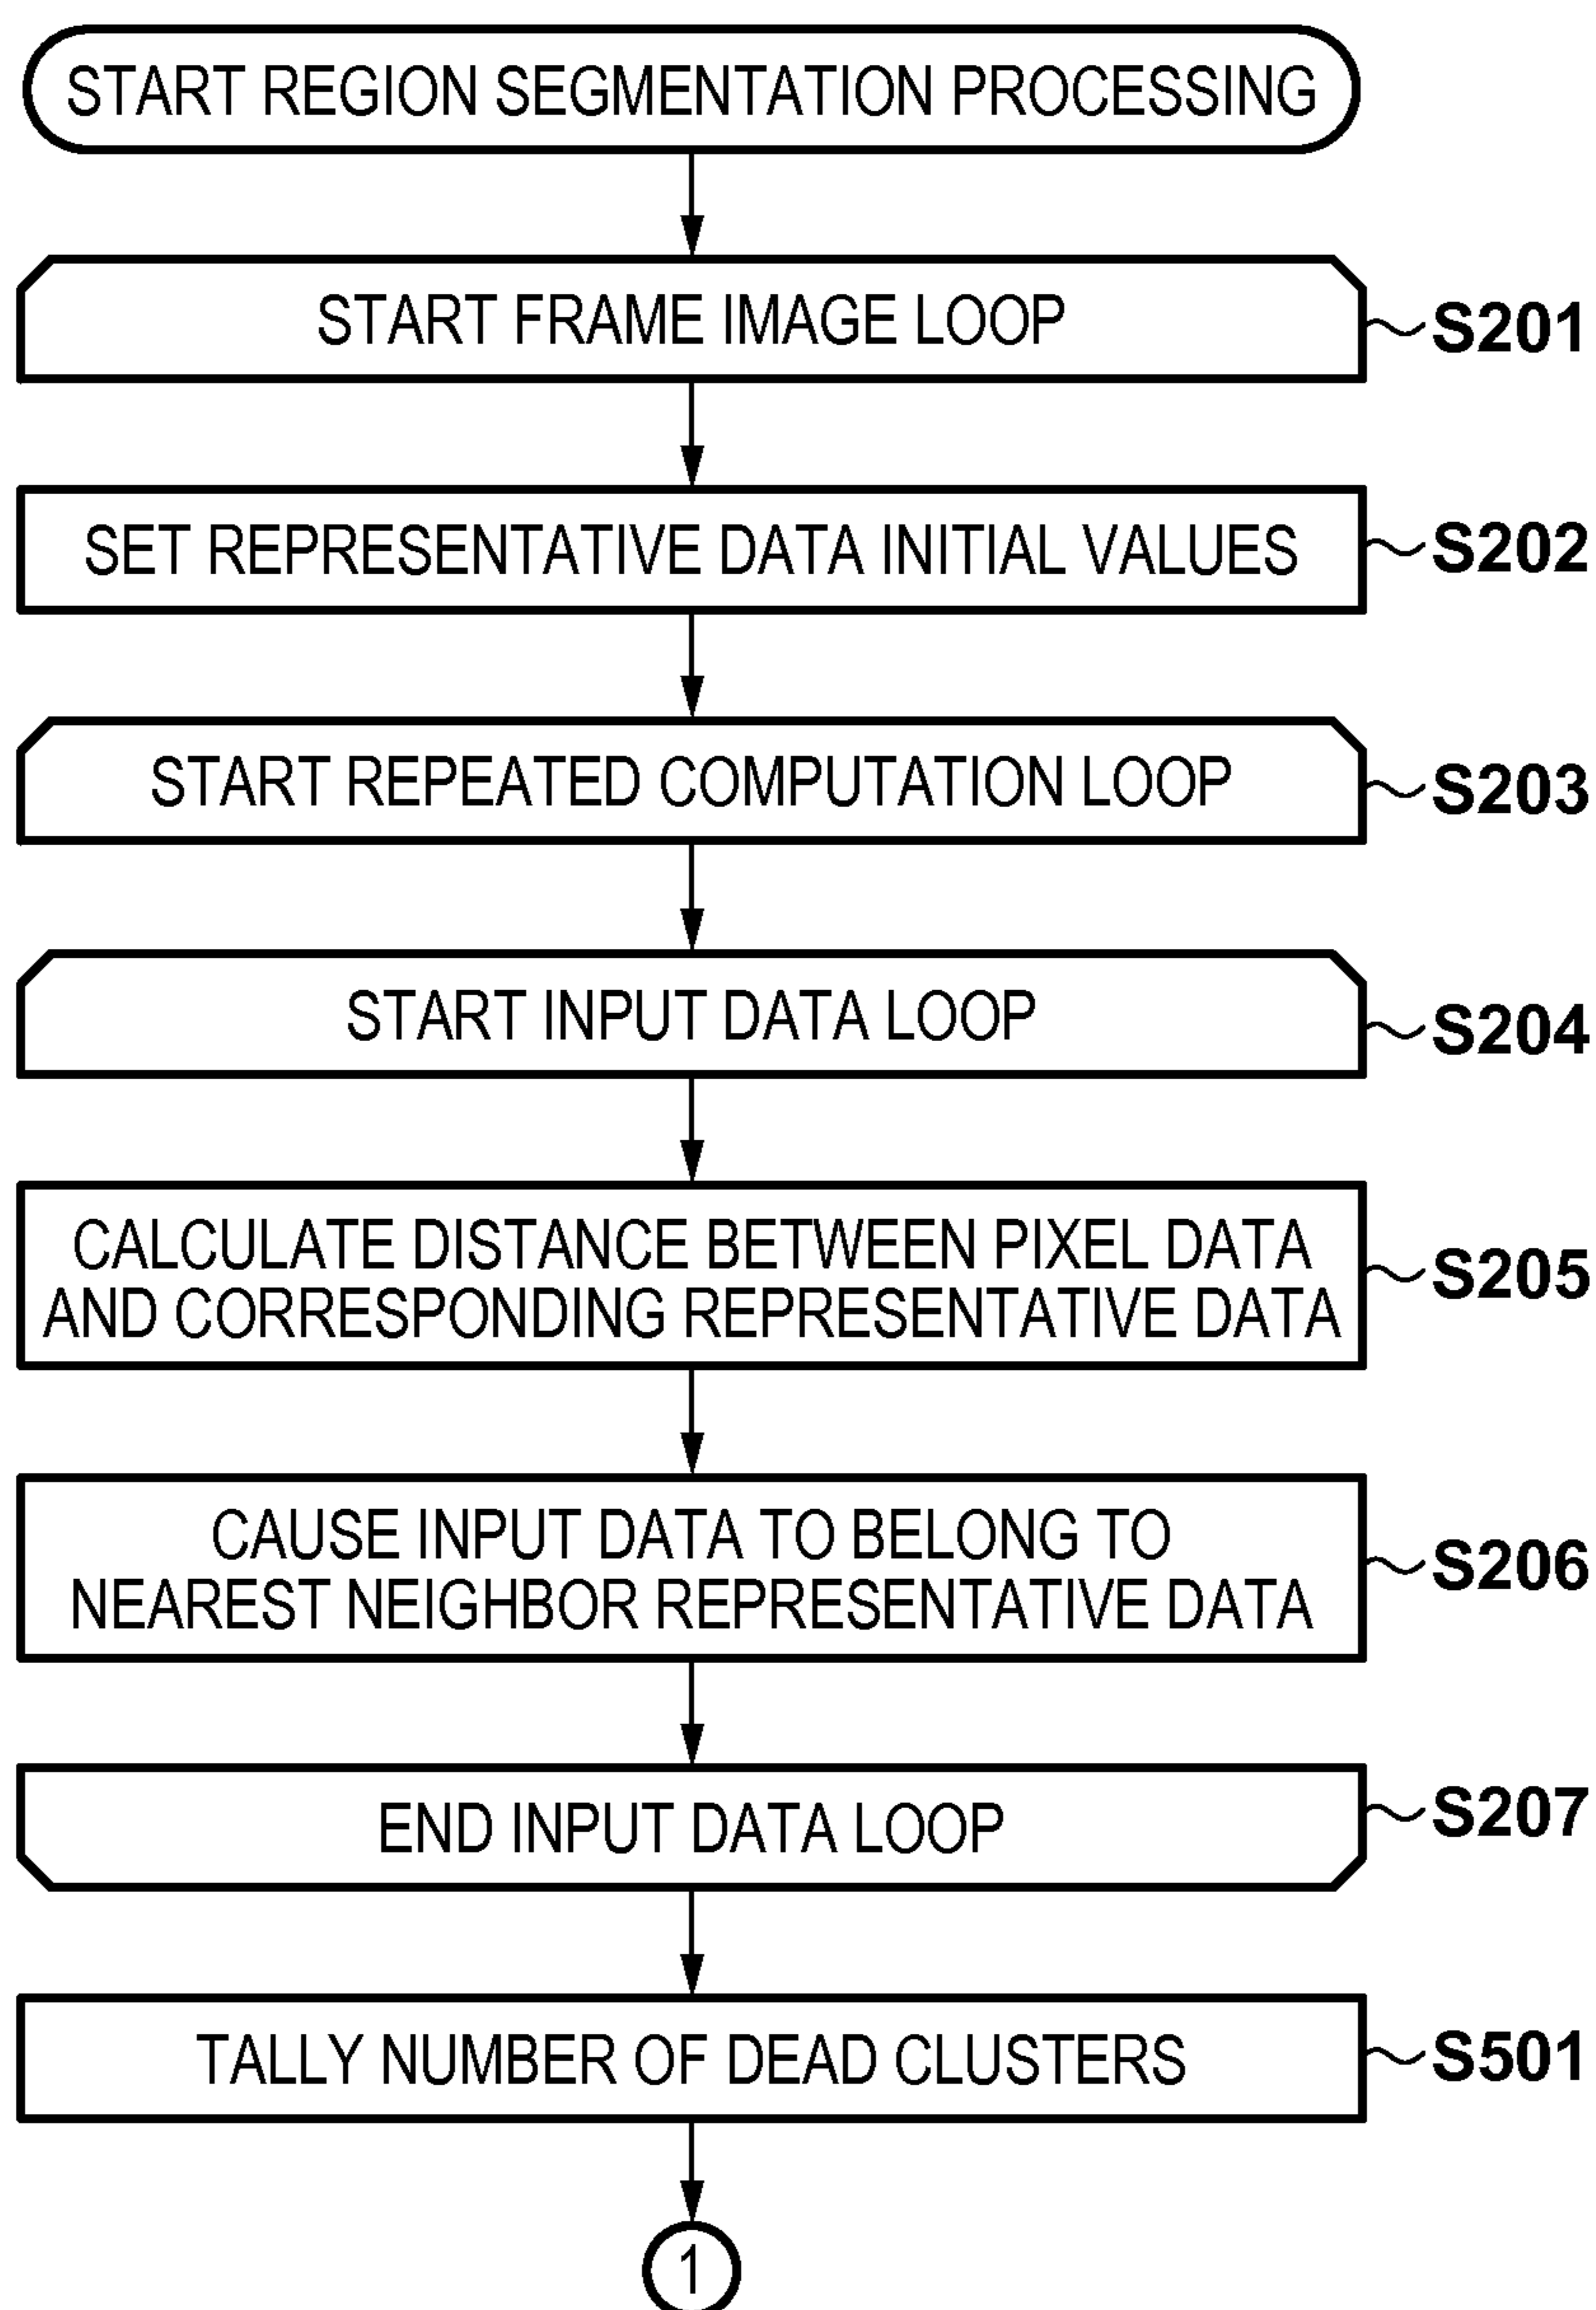 START REGION SEGMENTATION PROCESSING
START FRAME IMAGE LOOP
S201
SET REPRESENTATIVE DATA INITIAL VALUES
S202
START REPEATED COMPUTATION LOOP
S203
START INPUT DATA LOOP
S204
CALCULATE DISTANCE BETWEEN PIXEL DATA
AND CORRESPONDING REPRESENTATIVE DATA
S205
CAUSE INPUT DATA TO BELONG TO
NEAREST NEIGHBOR REPRESENTATIVE DATA
S206
END INPUT DATA LOOP
S207
TALLY NUMBER OF DEAD CLUSTERS
S501
1